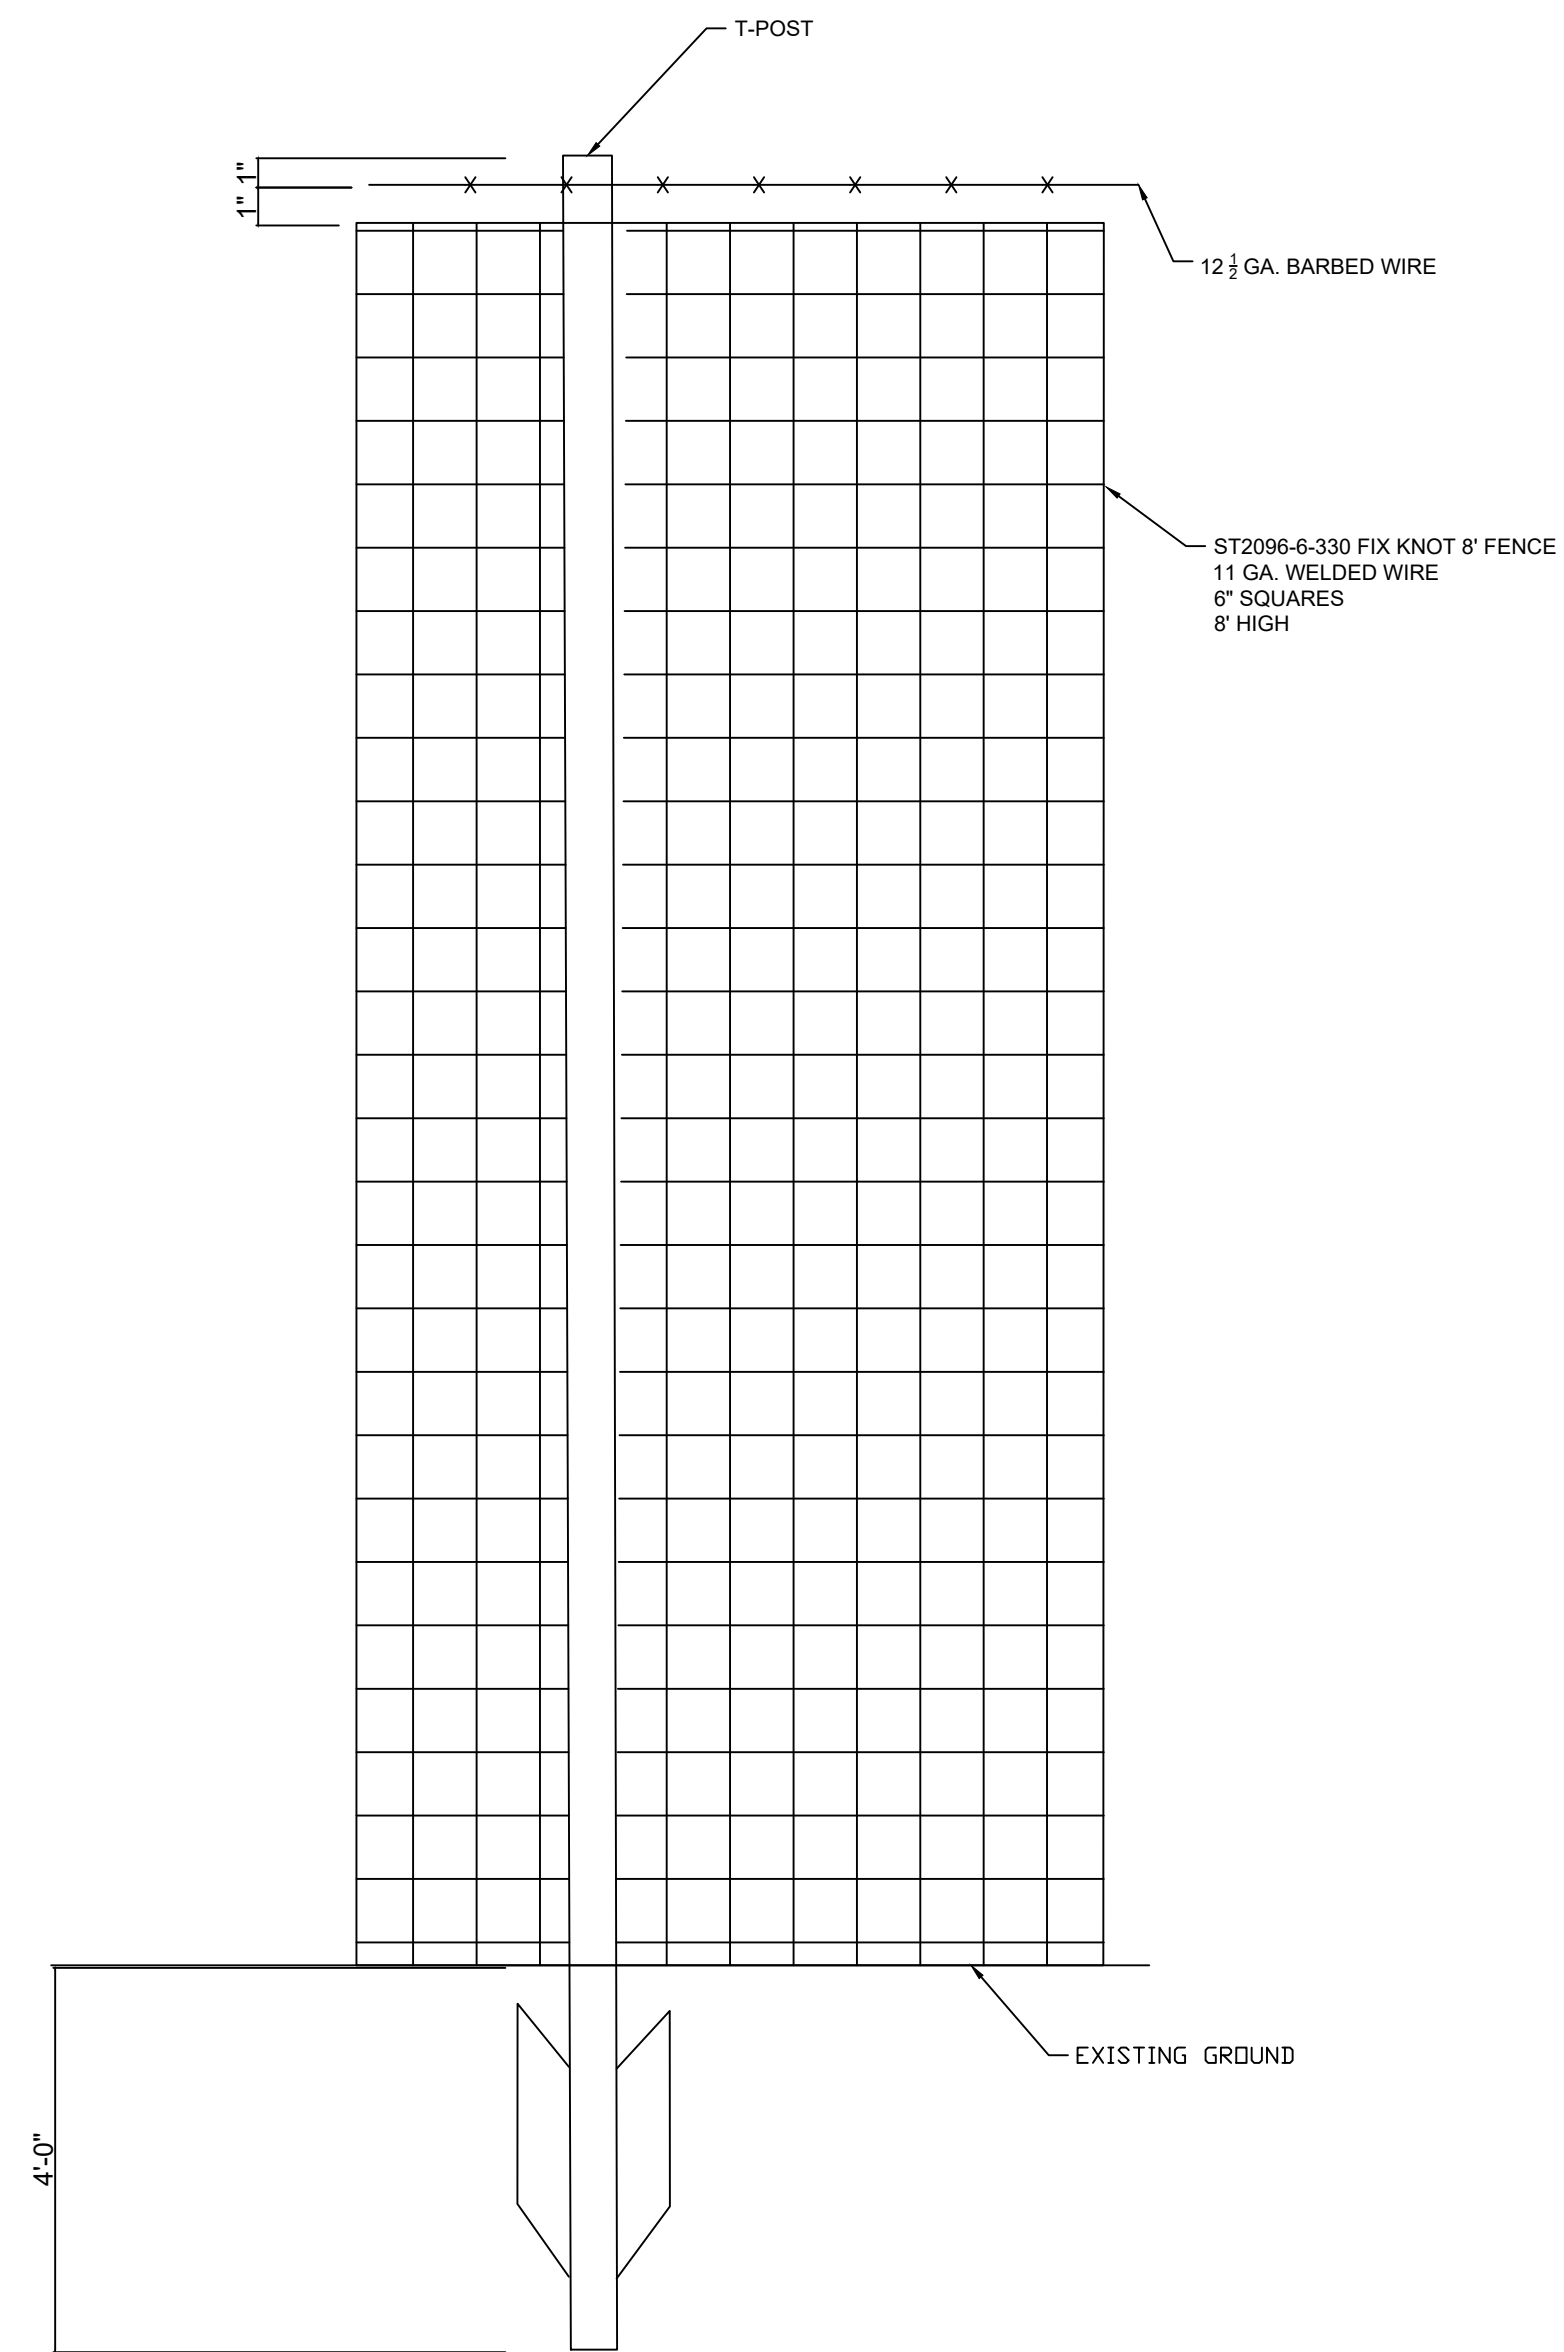 T-POST
1"
1"
12 ½ GA. BARBED WIRE
ST2096-6-330 FIX KNOT 8' FENCE
11 GA. WELDED WIRE
6" SQUARES
8' HIGH
EXISTING GROUND
4'-0"